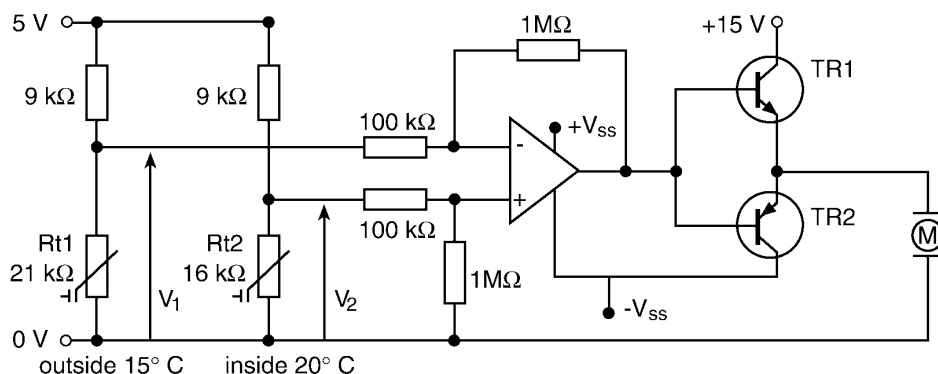 5 V
1MΩ
+15 V
TR1
9 kΩ
9 kΩ
100 kΩ
+Vss
-
+
TR2
100 kΩ
Rt1
21 kΩ
Rt2
16 kΩ
V1
V2
1MΩ
M
-Vss
0 V
outside 15° C
inside 20° C